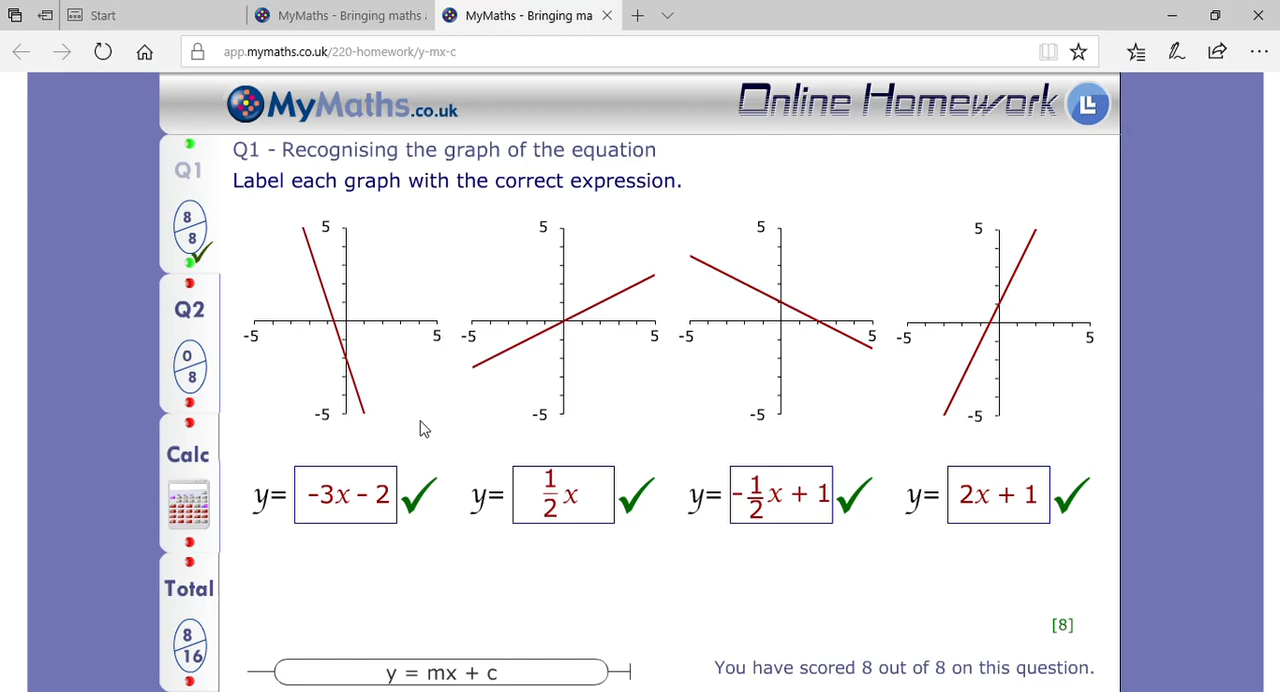 Start
MyMaths - Bringing maths a
MyMaths - Bringing ma
app.mymaths.co.uk/220-homework/y-mx-c
MyMaths.co.uk
Online Homework
Q1 - Recognising the graph of the equation
Label each graph with the correct expression.
Q1
8
8
Q2
0
8
Calc
Total
8
16
5
-5
5
-5
5
-5
5
-5
5
-5
5
-5
5
-5
5
-5
y= -3x - 2
y= 1/2 x
y= -1/2 x + 1
y= 2x + 1
[8]
y = mx + c
You have scored 8 out of 8 on this question.